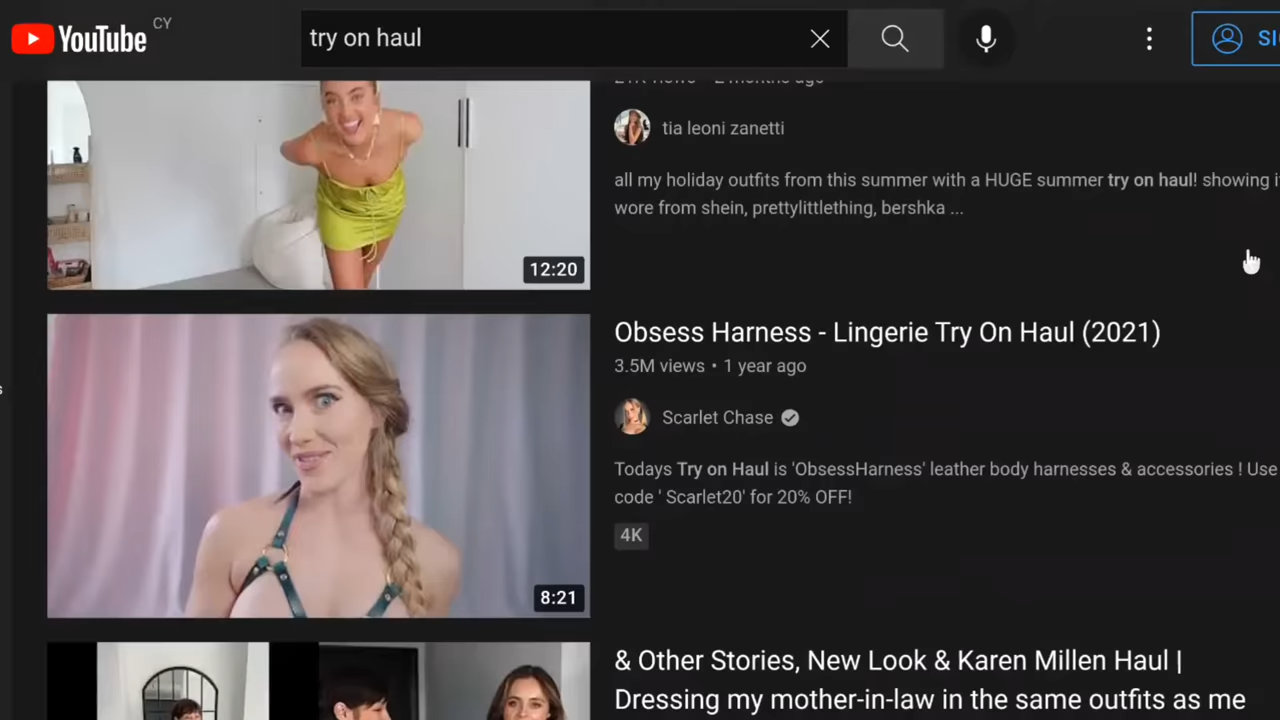 YouTube CY
try on haul
SI
tia leoni zanetti
all my holiday outfits from this summer with a HUGE summer try on haul! showing
wore from shein, prettylittlething, bershka ...
12:20
Obsess Harness - Lingerie Try On Haul (2021)
3.5M views • 1 year ago
Scarlet Chase
Todays Try on Haul is 'ObsessHarness' leather body harnesses & accessories ! Use
code ' Scarlet20' for 20% OFF!
4K
8:21
& Other Stories, New Look & Karen Millen Haul |
Dressing my mother-in-law in the same outfits as me